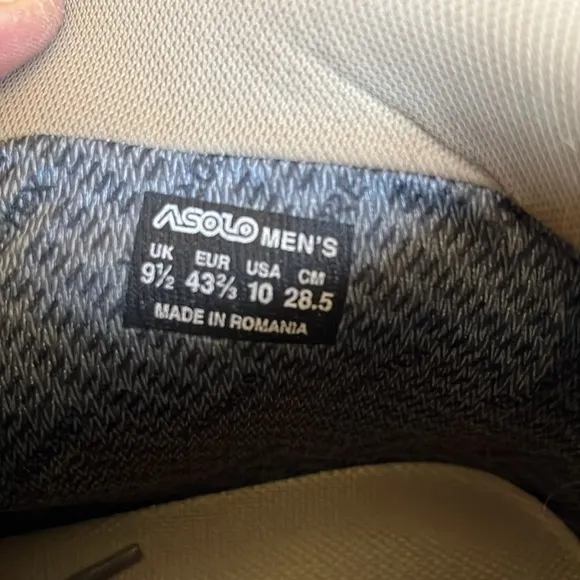 ASOLO MEN'S
UK EUR USA CM
9½ 43⅔ 10 28.5
MADE IN ROMANIA